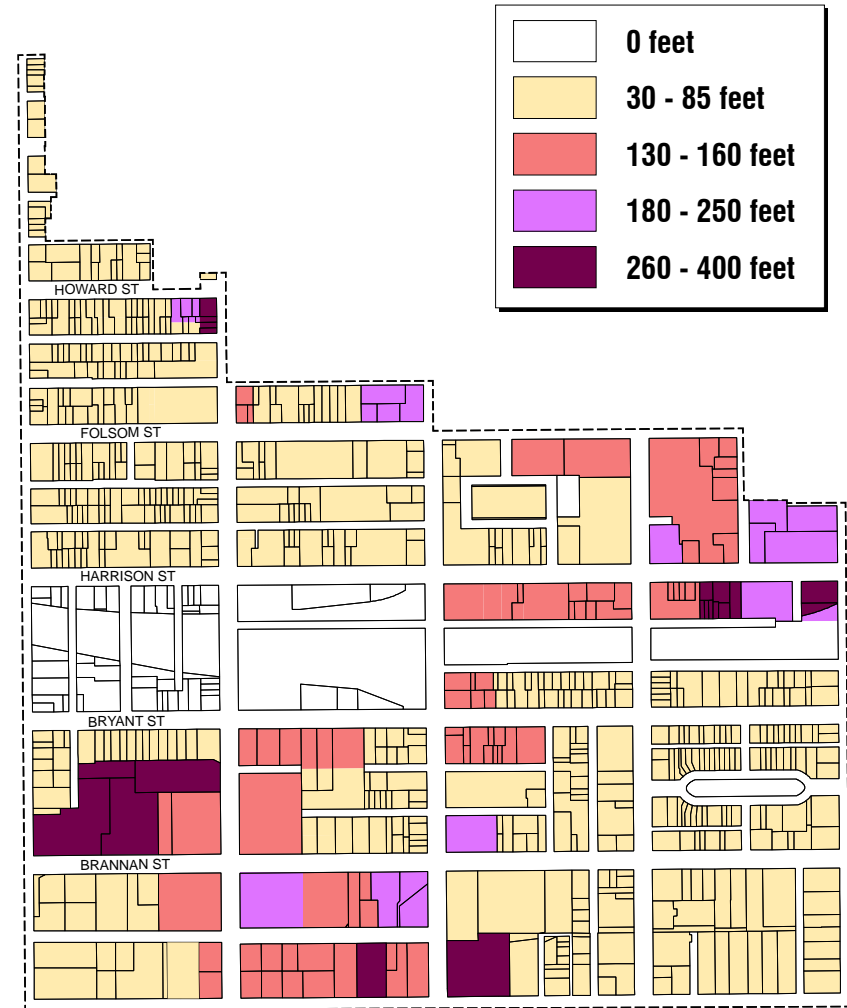 0 feet
30 - 85 feet
130 - 160 feet
180 - 250 feet
260 - 400 feet
HOWARD ST
FOLSOM ST
HARRISON ST
BRYANT ST
BRANNAN ST